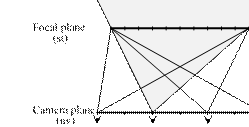 Focal plane
(st)
Camera plane
(uv)